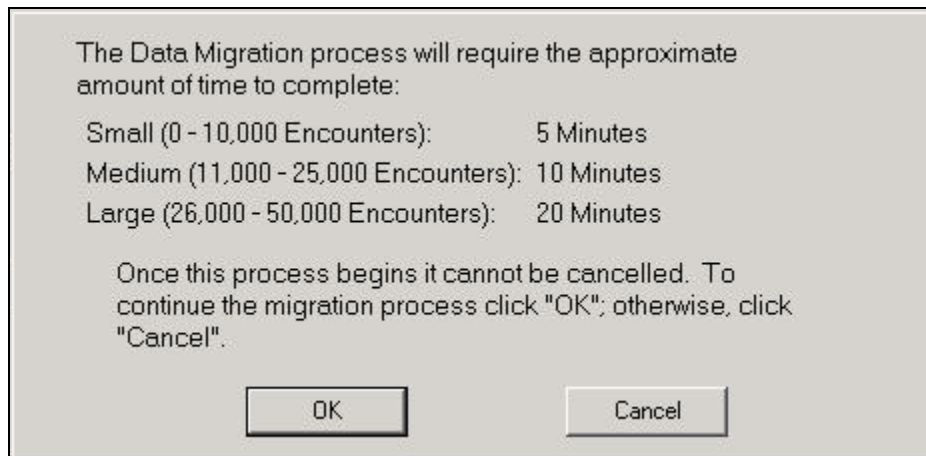 The Data Migration process will require the approximate
amount of time to complete:
Small (0 - 10,000 Encounters): 5 Minutes
Medium (11,000 - 25,000 Encounters): 10 Minutes
Large (26,000 - 50,000 Encounters): 20 Minutes
Once this process begins it cannot be cancelled.  To
continue the migration process click "OK"; otherwise, click
"Cancel".
OK Cancel